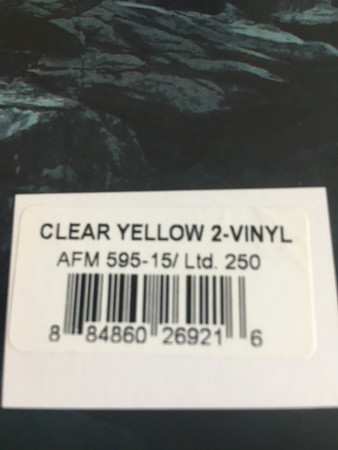 CLEAR YELLOW 2-VINYL
AFM 595-15/ Ltd. 250
8 84860 26921 6